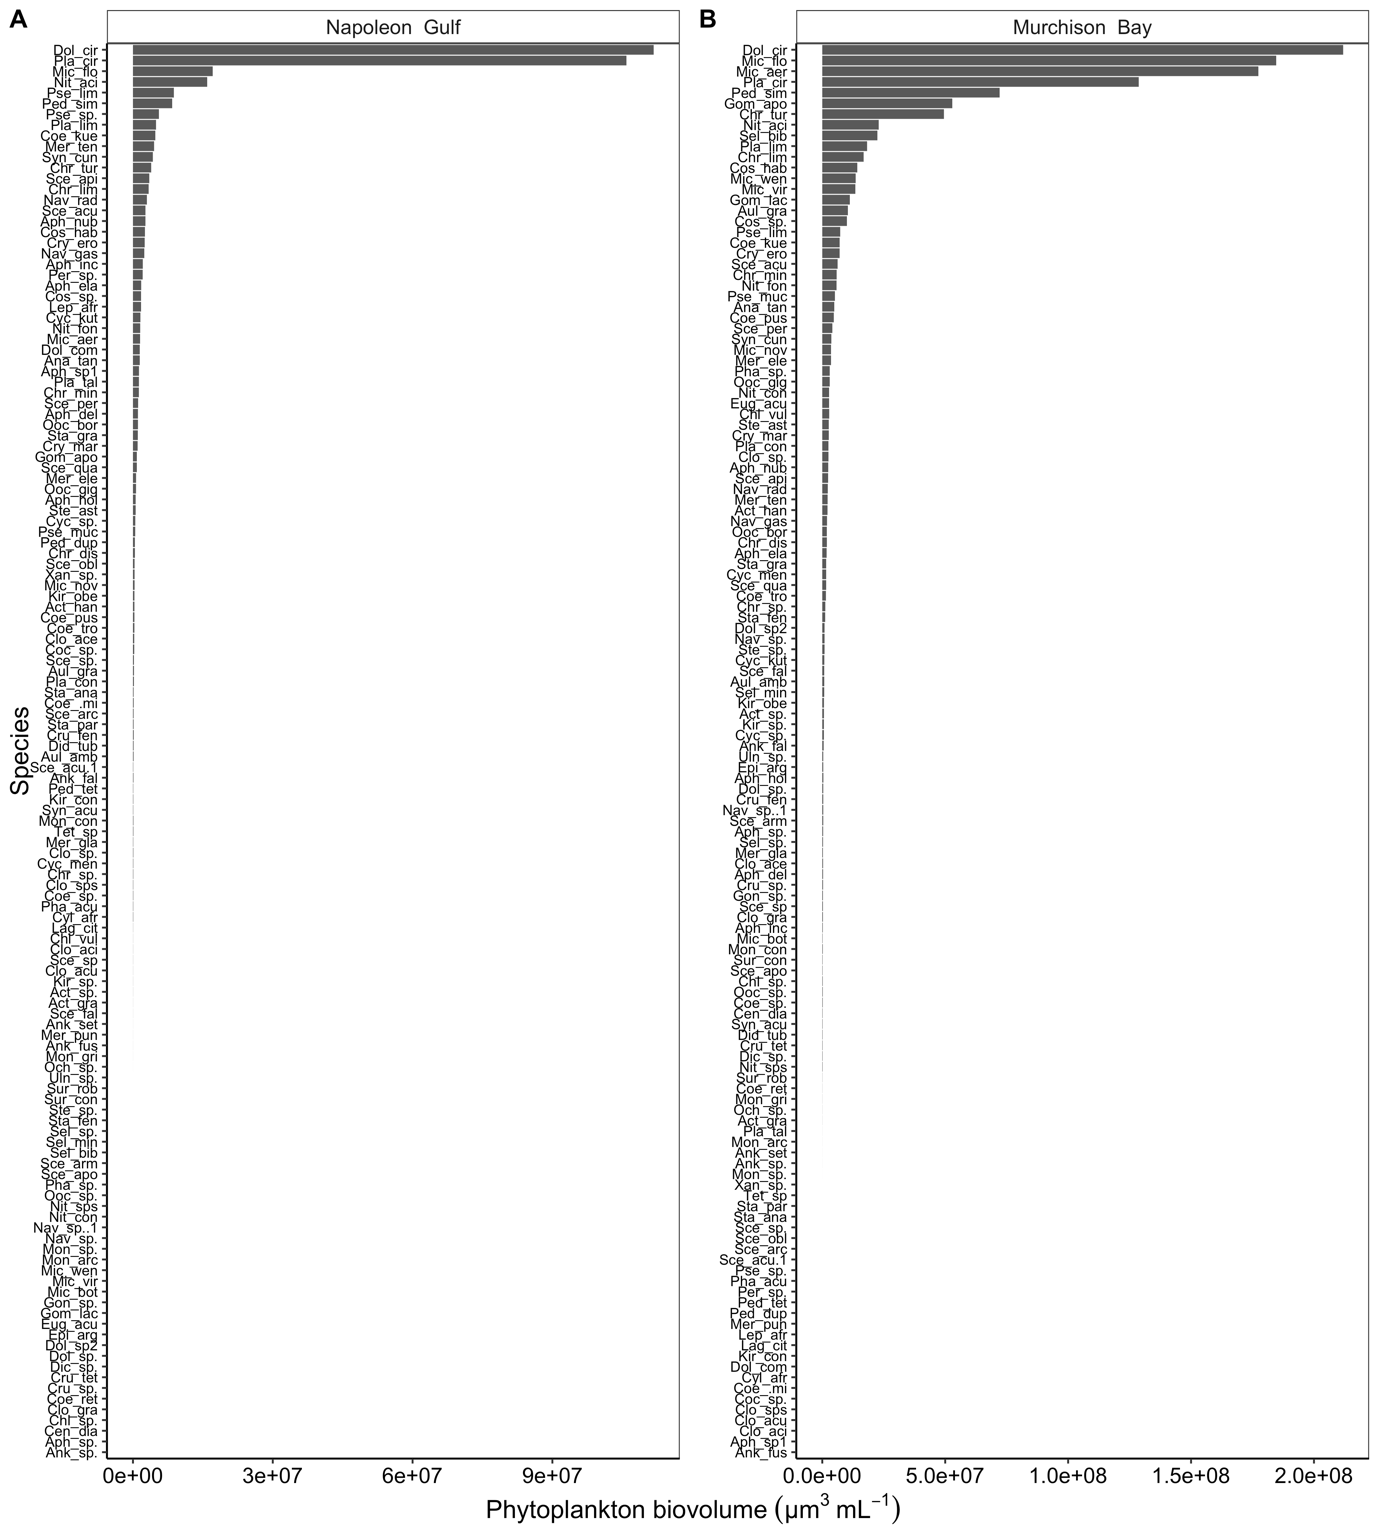 A
Napoleon Gulf
Dol_cir
Pla_cir
Mic_flo
Nit_aci
Pse_lim
Ped_sim
Pse_sp.
Pla_lim
Coe_kue
Mer_ten
Syn_cun
Chr_tur
Sce_api
Chr_lim
Nav_rad
Sce_acu
Aph_nub
Cos_hab
Cry_ero
Nav_gas
Aph_inc
Per_sp.
Aph_ela
Cos_sp.
Lep_afr
Cyc_kut
Nit_fon
Mic_aer
Dol_com
Ana_tan
Aph_sp1
Pla_tal
Chr_min
Sce_per
Aph_del
Ooc_bor
Sta_gra
Cry_mar
Gom_apo
Sce_qua
Mer_ele
Ooc_gig
Aph_hol
Ste_ast
Cyc_sp.
Pse_muc
Ped_dup
Chr_dis
Sce_obl
Xan_sp.
Mic_nov
Kir_obe
Act_han
Coe_pus
Coe_tro
Clo_ace
Coc_sp.
Sce_sp.
Aul_gra
Pla_con
Sta_ana
Coe_.mi
Sce_arc
Sta_par
Cru_fen
Did_tub
Aul_amb
Sce_acu.1
Ank_fal
Ped_tet
Kir_con
Syn_acu
Mon_con
Tet_sp
Mer_gla
Clo_sp.
Cyc_men
Chr_sp.
Clo_sps
Coe_sp.
Pha_acu
Cyl_afr
Lag_cit
Chl_vul
Clo_aci
Sce_sp
Clo_acu
Kir_sp.
Act_sp.
Act_gra
Sce_fal
Ank_set
Mer_pun
Ank_fus
Mon_gri
Och_sp.
Uln_sp.
Sur_rob
Sur_con
Ste_sp.
Sta_fen
Sel_sp.
Sel_min
Sel_bib
Sce_arm
Sce_apo
Pha_sp.
Ooc_sp.
Nit_sps
Nit_con
Nav_sp..1
Nav_sp.
Mon_sp.
Mon_arc
Mic_wen
Mic_vir
Mic_bot
Gon_sp.
Gom_lac
Eug_acu
Epi_arg
Dol_sp2
Dol_sp.
Dic_sp.
Cru_tet
Cru_sp.
Coe_ret
Clo_gra
Chl_sp.
Cen_dia
Aph_sp.
Ank_sp.
0e+00 3e+07 6e+07 9e+07
B
Murchison Bay
Dol_cir
Mic_flo
Mic_aer
Pla_cir
Ped_sim
Gom_apo
Chr_tur
Nit_aci
Sel_bib
Pla_lim
Chr_lim
Cos_hab
Mic_wen
Mic_vir
Gom_lac
Aul_gra
Cos_sp.
Pse_lim
Coe_kue
Cry_ero
Sce_acu
Chr_min
Nit_fon
Pse_muc
Ana_tan
Coe_pus
Sce_per
Syn_cun
Mic_nov
Mer_ele
Pha_sp.
Ooc_gig
Nit_con
Eug_acu
Chl_vul
Ste_ast
Cry_mar
Pla_con
Clo_sp.
Aph_nub
Sce_api
Nav_rad
Mer_ten
Act_han
Nav_gas
Ooc_bor
Chr_dis
Aph_ela
Sta_gra
Cyc_men
Sce_qua
Coe_tro
Chr_sp.
Sta_fen
Dol_sp2
Nav_sp.
Ste_sp.
Cyc_kut
Sce_fal
Aul_amb
Sel_min
Kir_obe
Act_sp.
Kir_sp.
Cyc_sp.
Ank_fal
Uln_sp.
Epi_arg
Aph_hol
Dol_sp.
Cru_fen
Nav_sp..1
Sce_arm
Aph_sp.
Sel_sp.
Mer_gla
Clo_ace
Aph_del
Cru_sp.
Gon_sp.
Sce_sp
Clo_gra
Aph_inc
Mic_bot
Mon_con
Sur_con
Sce_apo
Chl_sp.
Ooc_sp.
Coe_sp.
Cen_dia
Syn_acu
Did_tub
Cru_tet
Dic_sp.
Nit_sps
Sur_rob
Coe_ret
Mon_gri
Och_sp.
Act_gra
Pla_tal
Mon_arc
Ank_set
Ank_sp.
Mon_sp.
Xan_sp.
Tet_sp
Sta_par
Sta_ana
Sce_sp.
Sce_obl
Sce_arc
Sce_acu.1
Pse_sp.
Pha_acu
Per_sp.
Ped_tet
Ped_dup
Mer_pun
Lep_afr
Lag_cit
Kir_con
Dol_com
Cyl_afr
Coe_.mi
Coc_sp.
Clo_sps
Clo_acu
Clo_aci
Aph_sp1
Ank_fus
0.0e+00 5.0e+07 1.0e+08 1.5e+08 2.0e+08
Species
Phytoplankton biovolume (µm³ mL⁻¹)